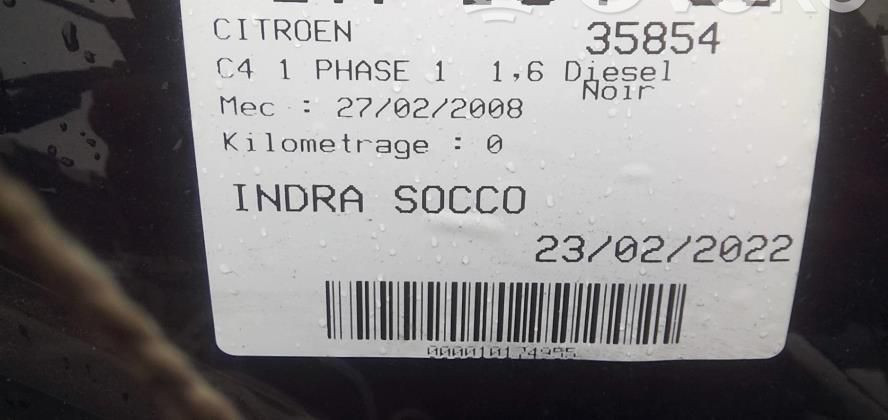 CITROEN 35854
C4 1 PHASE 1 1,6 Diesel
Noir
Mec : 27/02/2008
Kilometrage : 0
INDRA SOCCO
23/02/2022
000010174995